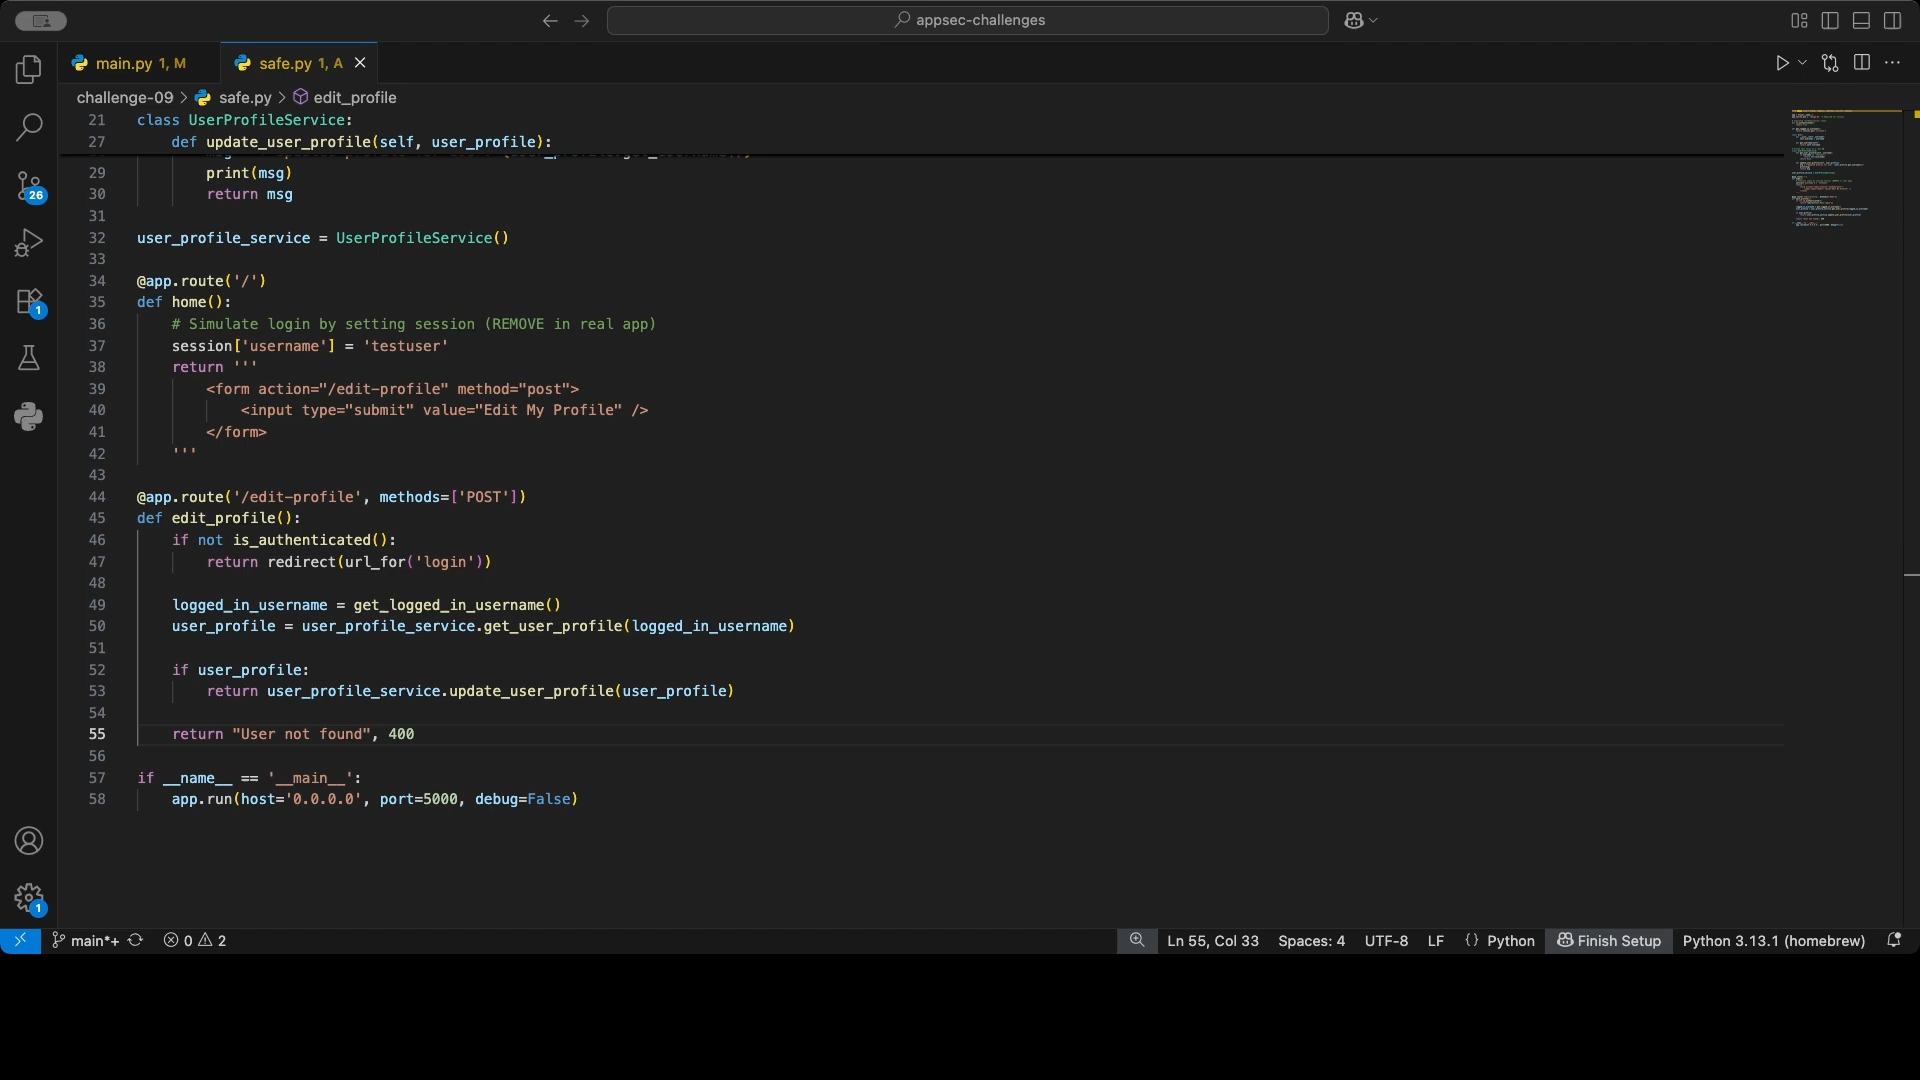 appsec-challenges
main.py 1, M
safe.py 1, A
challenge-09 > safe.py > edit_profile
21 class UserProfileService:
27 def update_user_profile(self, user_profile):
29 print(msg)
30 return msg
31
32 user_profile_service = UserProfileService()
33
34 @app.route('/')
35 def home():
36 # Simulate login by setting session (REMOVE in real app)
37 session['username'] = 'testuser'
38 return '''
39 <form action="/edit-profile" method="post">
40 <input type="submit" value="Edit My Profile" />
41 </form>
42 '''
43
44 @app.route('/edit-profile', methods=['POST'])
45 def edit_profile():
46 if not is_authenticated():
47 return redirect(url_for('login'))
48
49 logged_in_username = get_logged_in_username()
50 user_profile = user_profile_service.get_user_profile(logged_in_username)
51
52 if user_profile:
53 return user_profile_service.update_user_profile(user_profile)
54
55 return "User not found", 400
56
57 if __name__ == '__main__':
58 app.run(host='0.0.0.0', port=5000, debug=False)
26
1
1
main*+ 0 2 Ln 55, Col 33 Spaces: 4 UTF-8 LF {} Python Finish Setup Python 3.13.1 (homebrew)